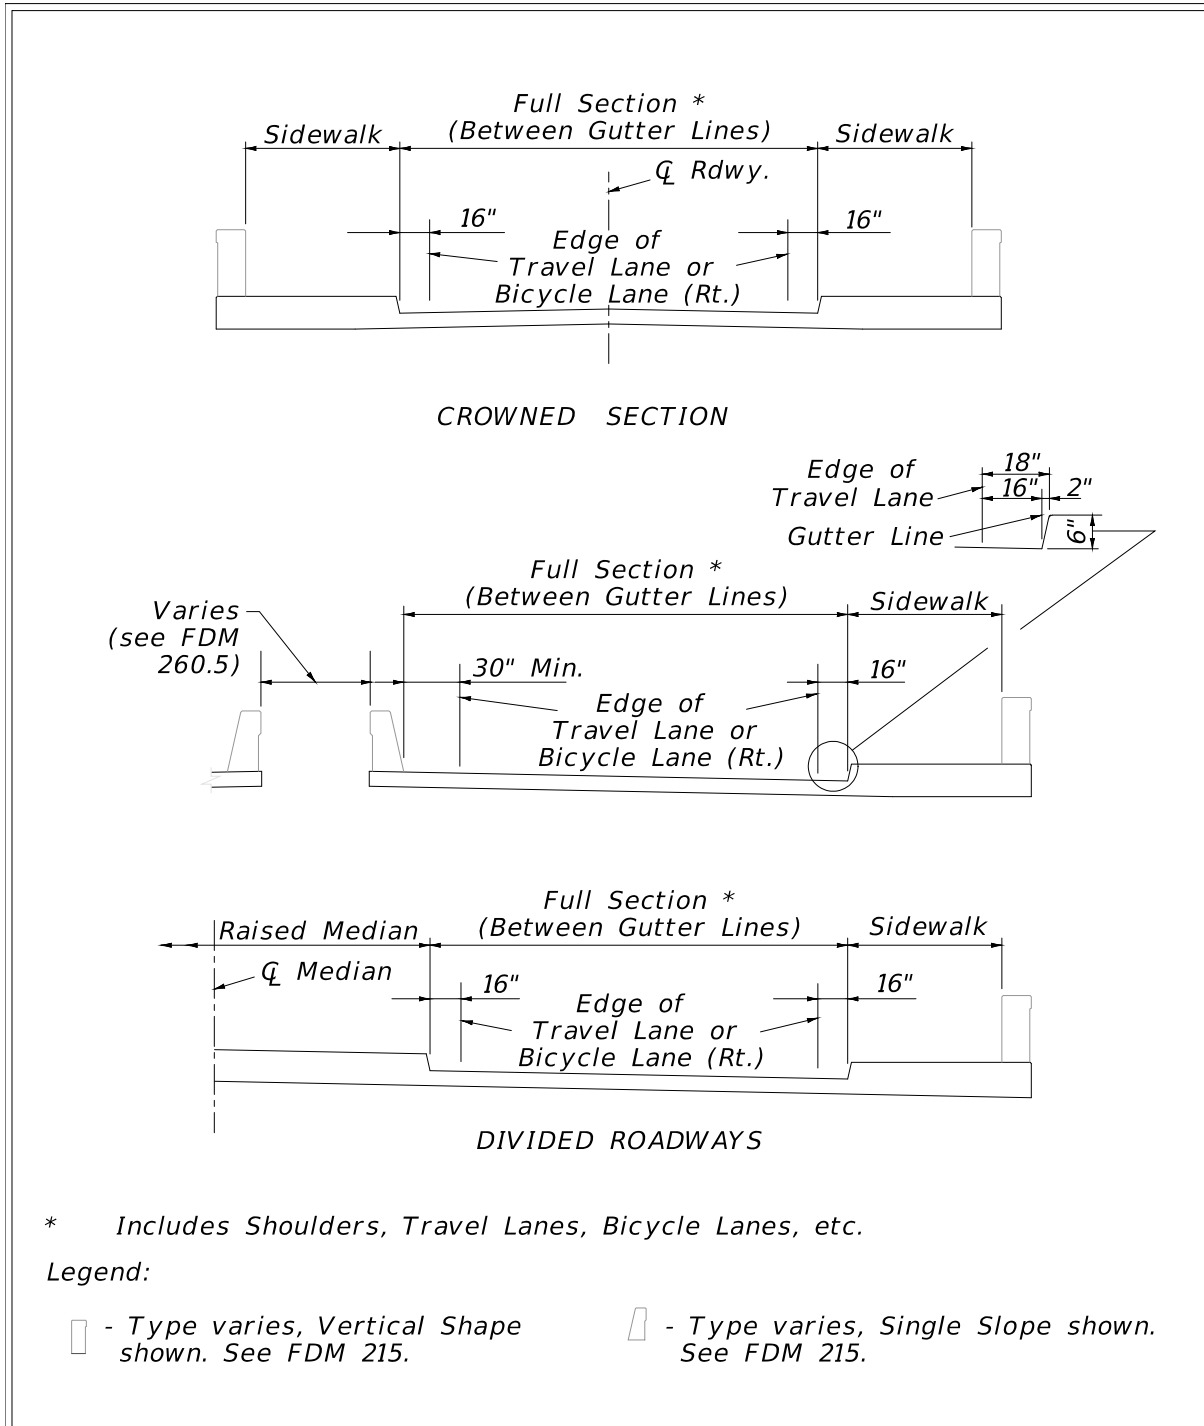 Full Section *
Sidewalk (Between Gutter Lines) Sidewalk
℄ Rdwy.
16" 16"
Edge of
Travel Lane or
Bicycle Lane (Rt.)
CROWNED SECTION
Edge of
Travel Lane
18"
16" 2"
Gutter Line
6"
Full Section *
(Between Gutter Lines) Sidewalk
Varies
(see FDM
260.5)
30" Min. 16"
Edge of
Travel Lane or
Bicycle Lane (Rt.)
Full Section *
Raised Median (Between Gutter Lines) Sidewalk
℄ Median
16" 16"
Edge of
Travel Lane or
Bicycle Lane (Rt.)
DIVIDED ROADWAYS
* Includes Shoulders, Travel Lanes, Bicycle Lanes, etc.
Legend:
- Type varies, Vertical Shape
shown. See FDM 215.
- Type varies, Single Slope shown.
See FDM 215.